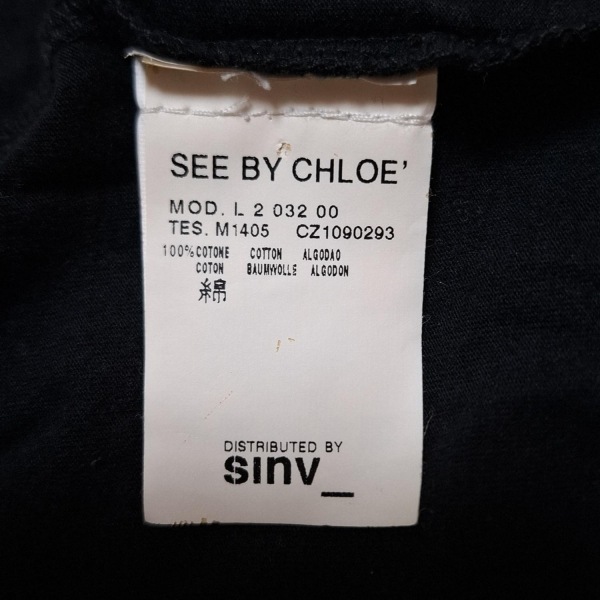 SEE BY CHLOE'
MOD. L 2 032 00
TES. M1405 CZ1090293
100%COTONE COTTON ALGODAO
COTON BAUMWOLLE ALGODON
綿
DISTRIBUTED BY
sinv_